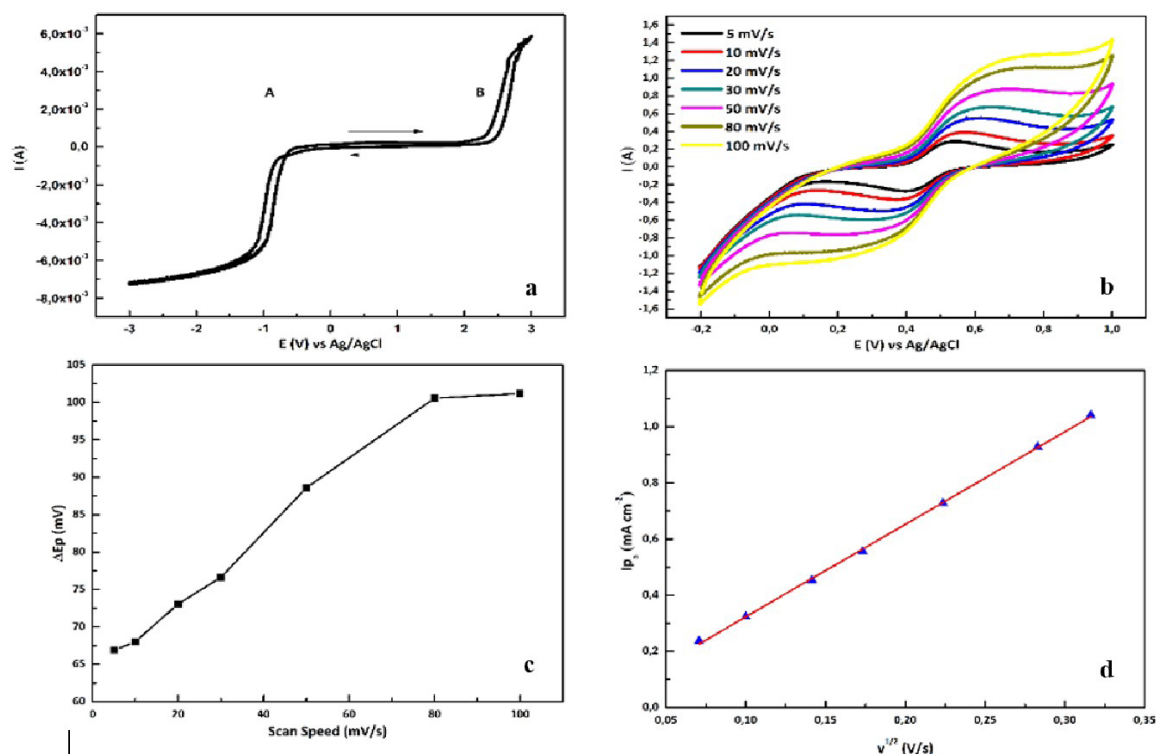 6,0x10⁻³
4,0x10⁻³
2,0x10⁻³
0,0
-2,0x10⁻³
-4,0x10⁻³
-6,0x10⁻³
-8,0x10⁻³
I (A)
A
B
a
-3 -2 -1 0 1 2 3
E (V) vs Ag/AgCl
1,6
1,4
1,2
1,0
0,8
0,6
0,4
0,2
0,0
-0,2
-0,4
-0,6
-0,8
-1,0
-1,2
-1,4
-1,6
I (A)
5 mV/s
10 mV/s
20 mV/s
30 mV/s
50 mV/s
80 mV/s
100 mV/s
b
-0,2 0,0 0,2 0,4 0,6 0,8 1,0
E (V) vs Ag/AgCl
105
100
95
90
85
80
75
70
65
60
ΔEp (mV)
c
0 20 40 60 80 100
Scan Speed (mV/s)
1,2
1,0
0,8
0,6
0,4
0,2
0,0
(mA cm⁻²)
d
0,05 0,10 0,15 0,20 0,25 0,30 0,35
v¹ᐟ² (V/s)